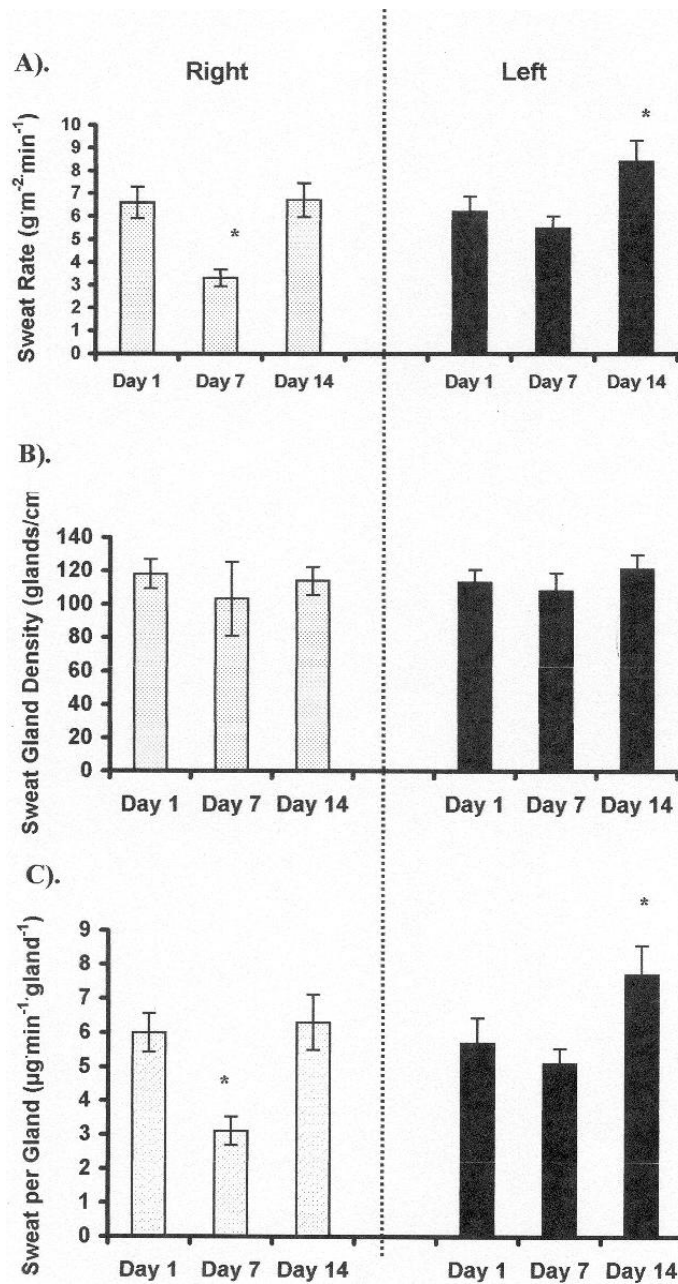 A).
Right
Left
Sweat Rate (g·m⁻²·min⁻¹)
10
9
8
7
6
5
4
3
2
1
0
*
*
Day 1
Day 7
Day 14
Day 1
Day 7
Day 14
B).
Sweat Gland Density (glands/cm
140
120
100
80
60
40
20
0
Day 1
Day 7
Day 14
Day 1
Day 7
Day 14
C).
Sweat per Gland (µg·min⁻¹·gland⁻¹)
9
8
7
6
5
4
3
2
1
0
*
*
Day 1
Day 7
Day 14
Day 1
Day 7
Day 14